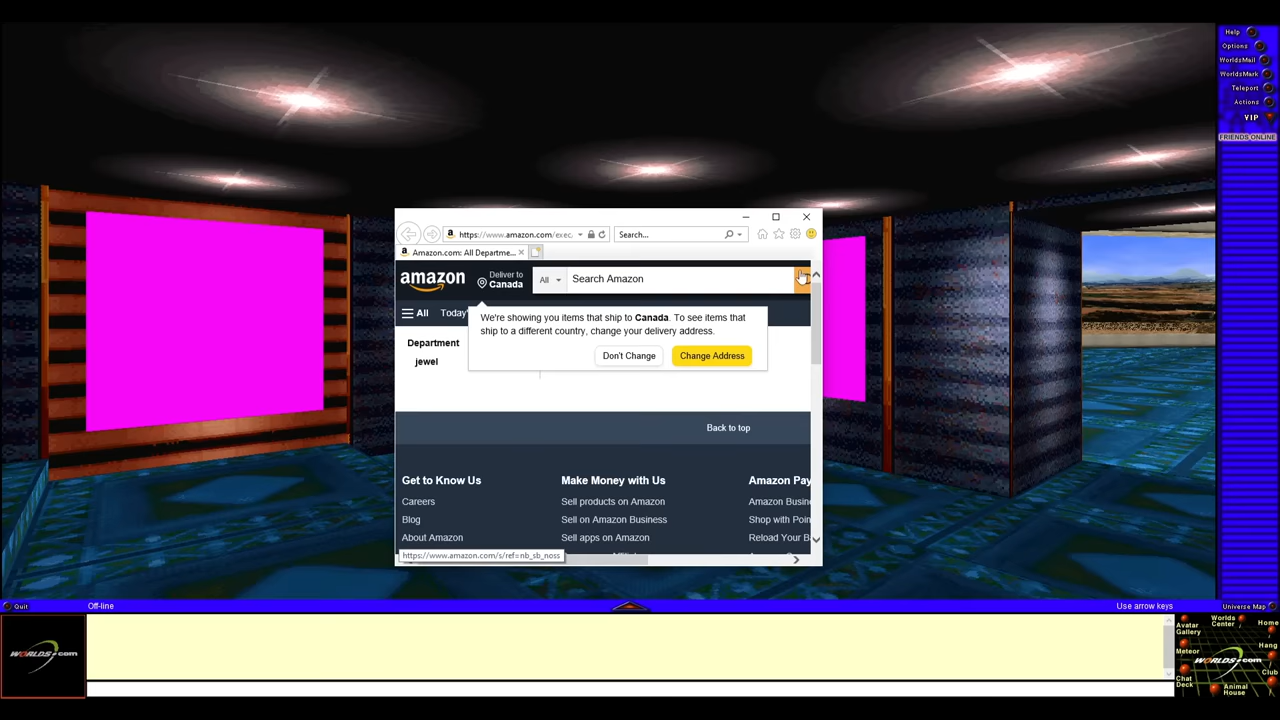 Help
Options
WorldsMail
WorldsMark
Teleport
Actions
VIP
FRIENDS ONLINE
https://www.amazon.com/exec
Search...
Amazon.com: All Departme...
amazon
Deliver to
Canada
All
Search Amazon
All
Today'
We're showing you items that ship to Canada. To see items that
ship to a different country, change your delivery address.
Don't Change
Change Address
Department
jewel
Back to top
Get to Know Us
Make Money with Us
Amazon Pay
Careers
Sell products on Amazon
Amazon Busin
Blog
Sell on Amazon Business
Shop with Poin
About Amazon
Sell apps on Amazon
Reload Your B
https://www.amazon.com/s/ref=nb_sb_noss
Quit
Off-line
Use arrow keys
Universe Map
WORLDS.com
Avatar
Gallery
Worlds
Center
Home
Meteor
Hang
WORLDS.com
Chat
Deck
Club
Animal
House